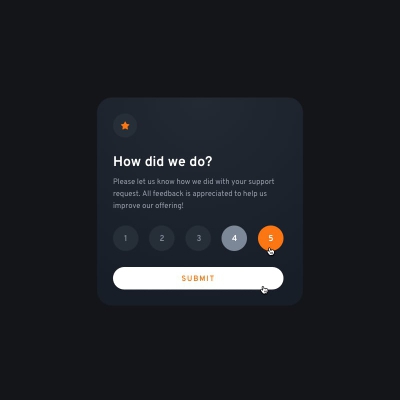 How did we do?
Please let us know how we did with your support
request. All feedback is appreciated to help us
improve our offering!
1 2 3 4 5
SUBMIT